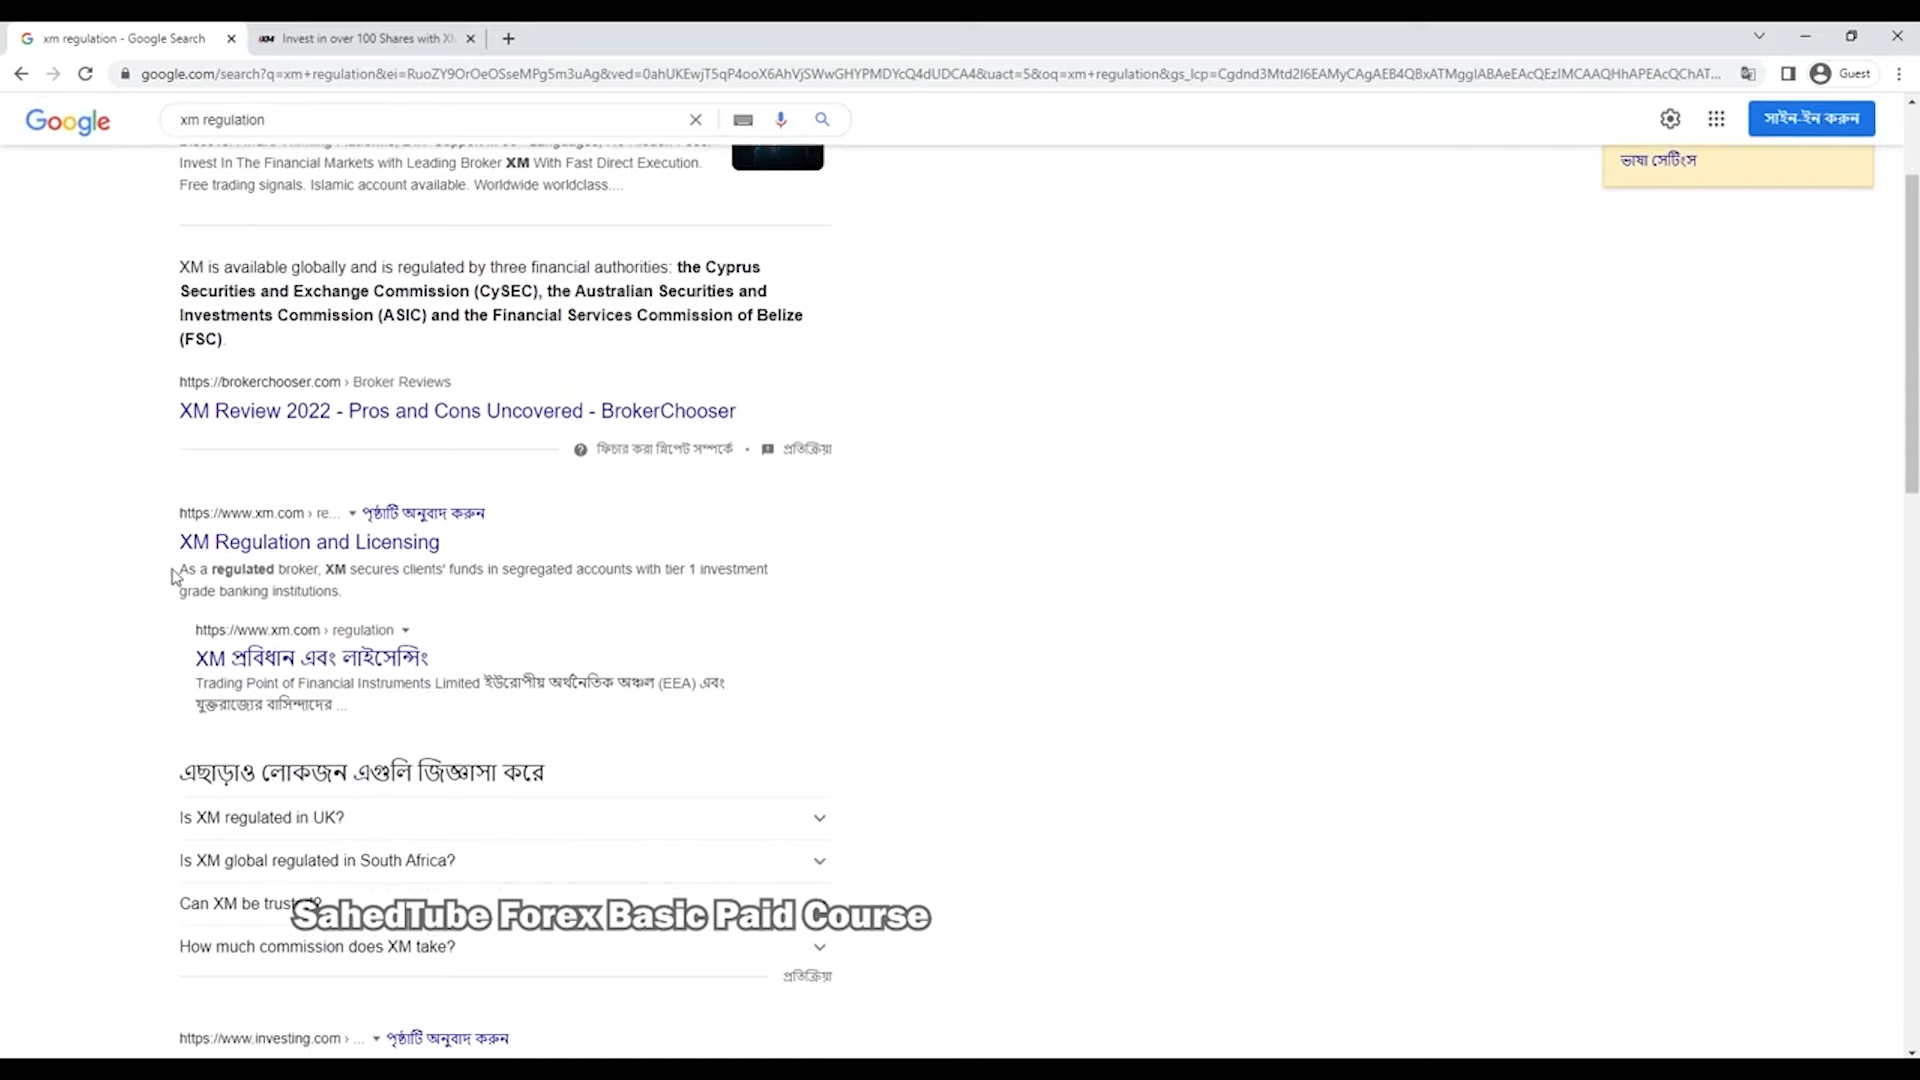 xm regulation - Google Search
Invest in over 100 Shares with XM
google.com/search?q=xm+regulation&ei=RuoZY9OrOeOSseMPg5m3uAg&ved=0ahUKEwjT5qP4ooX6AhVjSWwGHYPMDYcQ4dUDCA4&uact=5&oq=xm+regulation&gs_lcp=Cgdnd3Mtd2l6EAMyCAgAEB4QBxATMggIABAeEAcQEzIMCAAQHhAPEAcQChAT...
Guest
Google
xm regulation
সাইন-ইন করুন
ভাষা সেটিংস
Invest In The Financial Markets with Leading Broker XM With Fast Direct Execution.
Free trading signals. Islamic account available. Worldwide worldclass....
XM is available globally and is regulated by three financial authorities: the Cyprus
Securities and Exchange Commission (CySEC), the Australian Securities and
Investments Commission (ASIC) and the Financial Services Commission of Belize
(FSC).
https://brokerchooser.com › Broker Reviews
XM Review 2022 - Pros and Cons Uncovered - BrokerChooser
ফিচার করা স্নিপেট সম্পর্কে • প্রতিক্রিয়া
https://www.xm.com › re... পৃষ্ঠাটি অনুবাদ করুন
XM Regulation and Licensing
As a regulated broker, XM secures clients' funds in segregated accounts with tier 1 investment
grade banking institutions.
https://www.xm.com › regulation
XM প্রবিধান এবং লাইসেন্সিং
Trading Point of Financial Instruments Limited ইউরোপীয় অর্থনৈতিক অঞ্চল (EEA) এবং
যুক্তরাজ্যের বাসিন্দাদের ...
এছাড়াও লোকজন এগুলি জিজ্ঞাসা করে
Is XM regulated in UK?
Is XM global regulated in South Africa?
Can XM be trusted?
SahedTube Forex Basic Paid Course
How much commission does XM take?
প্রতিক্রিয়া
https://www.investing.com › ... পৃষ্ঠাটি অনুবাদ করুন